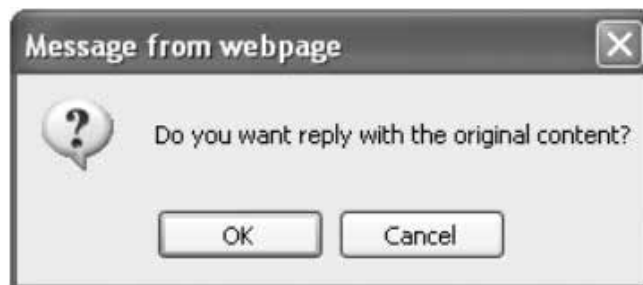 Message from webpage
Do you want reply with the original content?
OK
Cancel